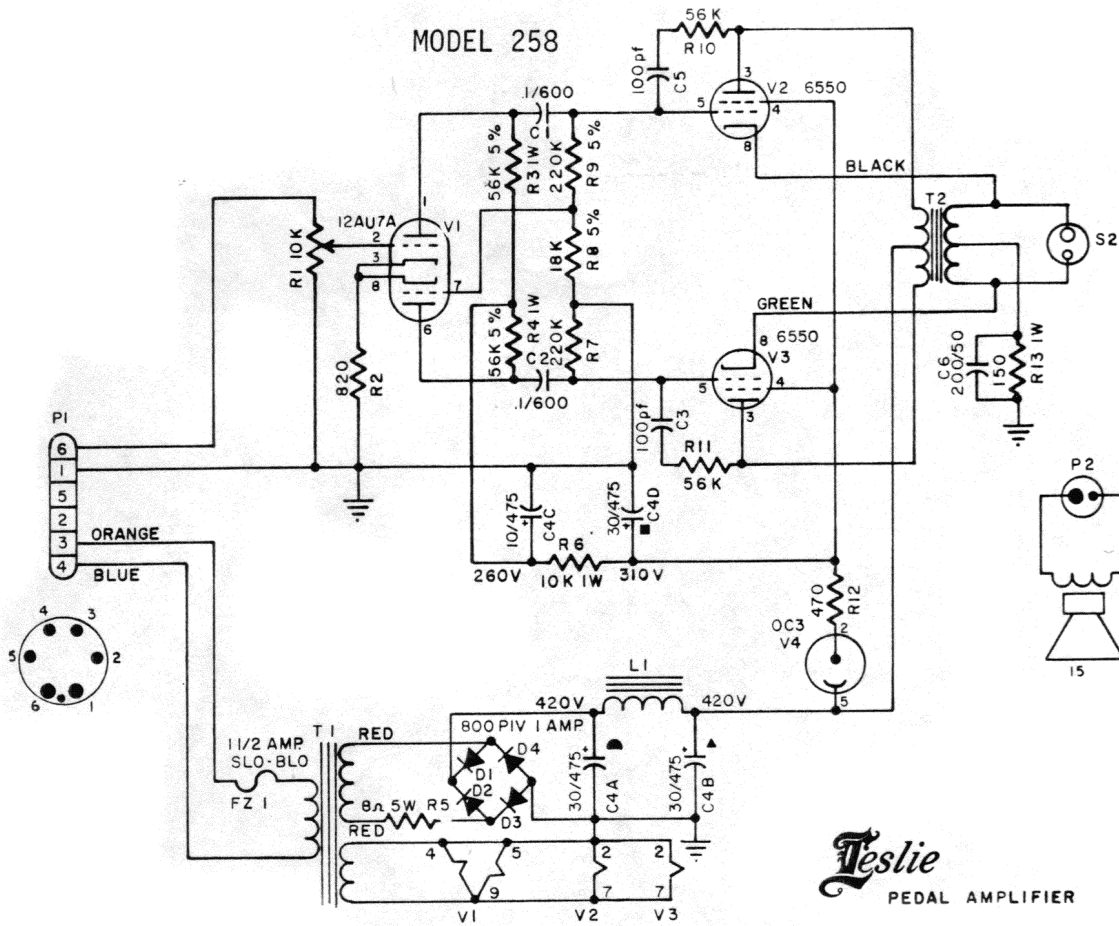 MODEL 258
56 K
R10
100pf
C5
3
V2 6550
5
4
8
.1/600
C1
56K 5%
R3 1W
220K
R9 5%
BLACK
1
12AU7A
V1
2
3
8
7
6
R1 10K
18K
R8 5%
T2
S2
GREEN
56K 5%
R4 1W
C2
220K
R7
.1/600
8 6550
V3
5
4
3
C6
200/50
150
R13 1W
820
R2
100pf
C3
R11
56K
P1
6
1
5
2
3
4
ORANGE
BLUE
10/475
C4C
+
30/475
C4D
+
R6
10K 1W
260V
310V
P2
15
470
R12
OC3
V4
2
5
4
3
5
2
6
1
L1
420V
420V
800 PIV 1 AMP
T1
RED
1 1/2 AMP
SLO-BLO
FZ 1
D4
D1
D2
D3
8Ω 5W R5
RED
30/475
+
C4A
30/475
+
C4B
4
5
9
2
7
2
7
V1
V2
V3
Leslie
PEDAL AMPLIFIER